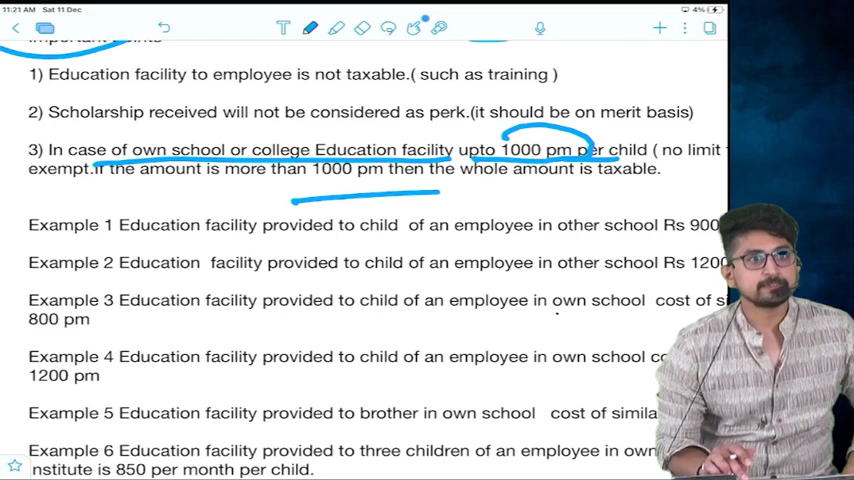 11:21 AM Sat 11 Dec
4%
Important Points
1) Education facility to employee is not taxable.( such as training )
2) Scholarship received will not be considered as perk.(it should be on merit basis)
3) In case of own school or college Education facility upto 1000 pm per child ( no limit
exempt.If the amount is more than 1000 pm then the whole amount is taxable.
Example 1 Education facility provided to child of an employee in other school Rs 900
Example 2 Education facility provided to child of an employee in other school Rs 1200
Example 3 Education facility provided to child of an employee in own school cost of
800 pm
Example 4 Education facility provided to child of an employee in own school
1200 pm
Example 5 Education facility provided to brother in own school cost of
Example 6 Education facility provided to three children of an employee in own
institute is 850 per month per child.